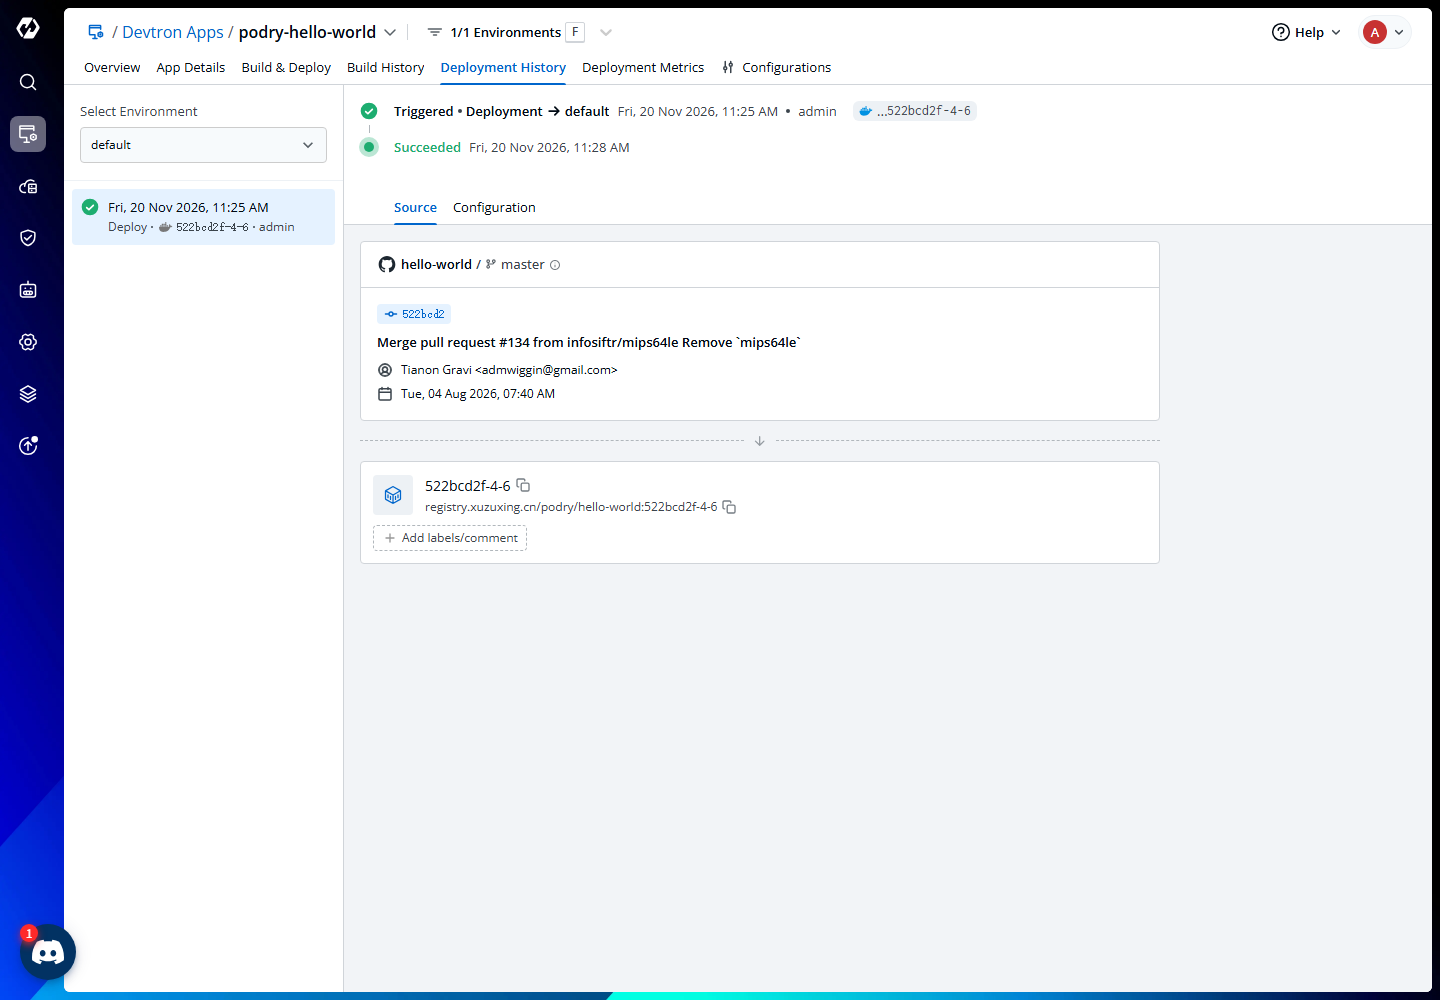 / Devtron Apps / podry-hello-world
1/1 Environments F
Help
A
Overview App Details Build & Deploy Build History Deployment History Deployment Metrics Configurations
Select Environment
default
Fri, 20 Nov 2026, 11:25 AM
Deploy • 522bcd2f-4-6 • admin
Triggered • Deployment → default Fri, 20 Nov 2026, 11:25 AM • admin …522bcd2f-4-6
Succeeded Fri, 20 Nov 2026, 11:28 AM
Source Configuration
hello-world / master
522bcd2
Merge pull request #134 from infosiftr/mips64le Remove `mips64le`
Tianon Gravi <admwiggin@gmail.com>
Tue, 04 Aug 2026, 07:40 AM
522bcd2f-4-6
registry.xuzuxing.cn/podry/hello-world:522bcd2f-4-6
+ Add labels/comment
1